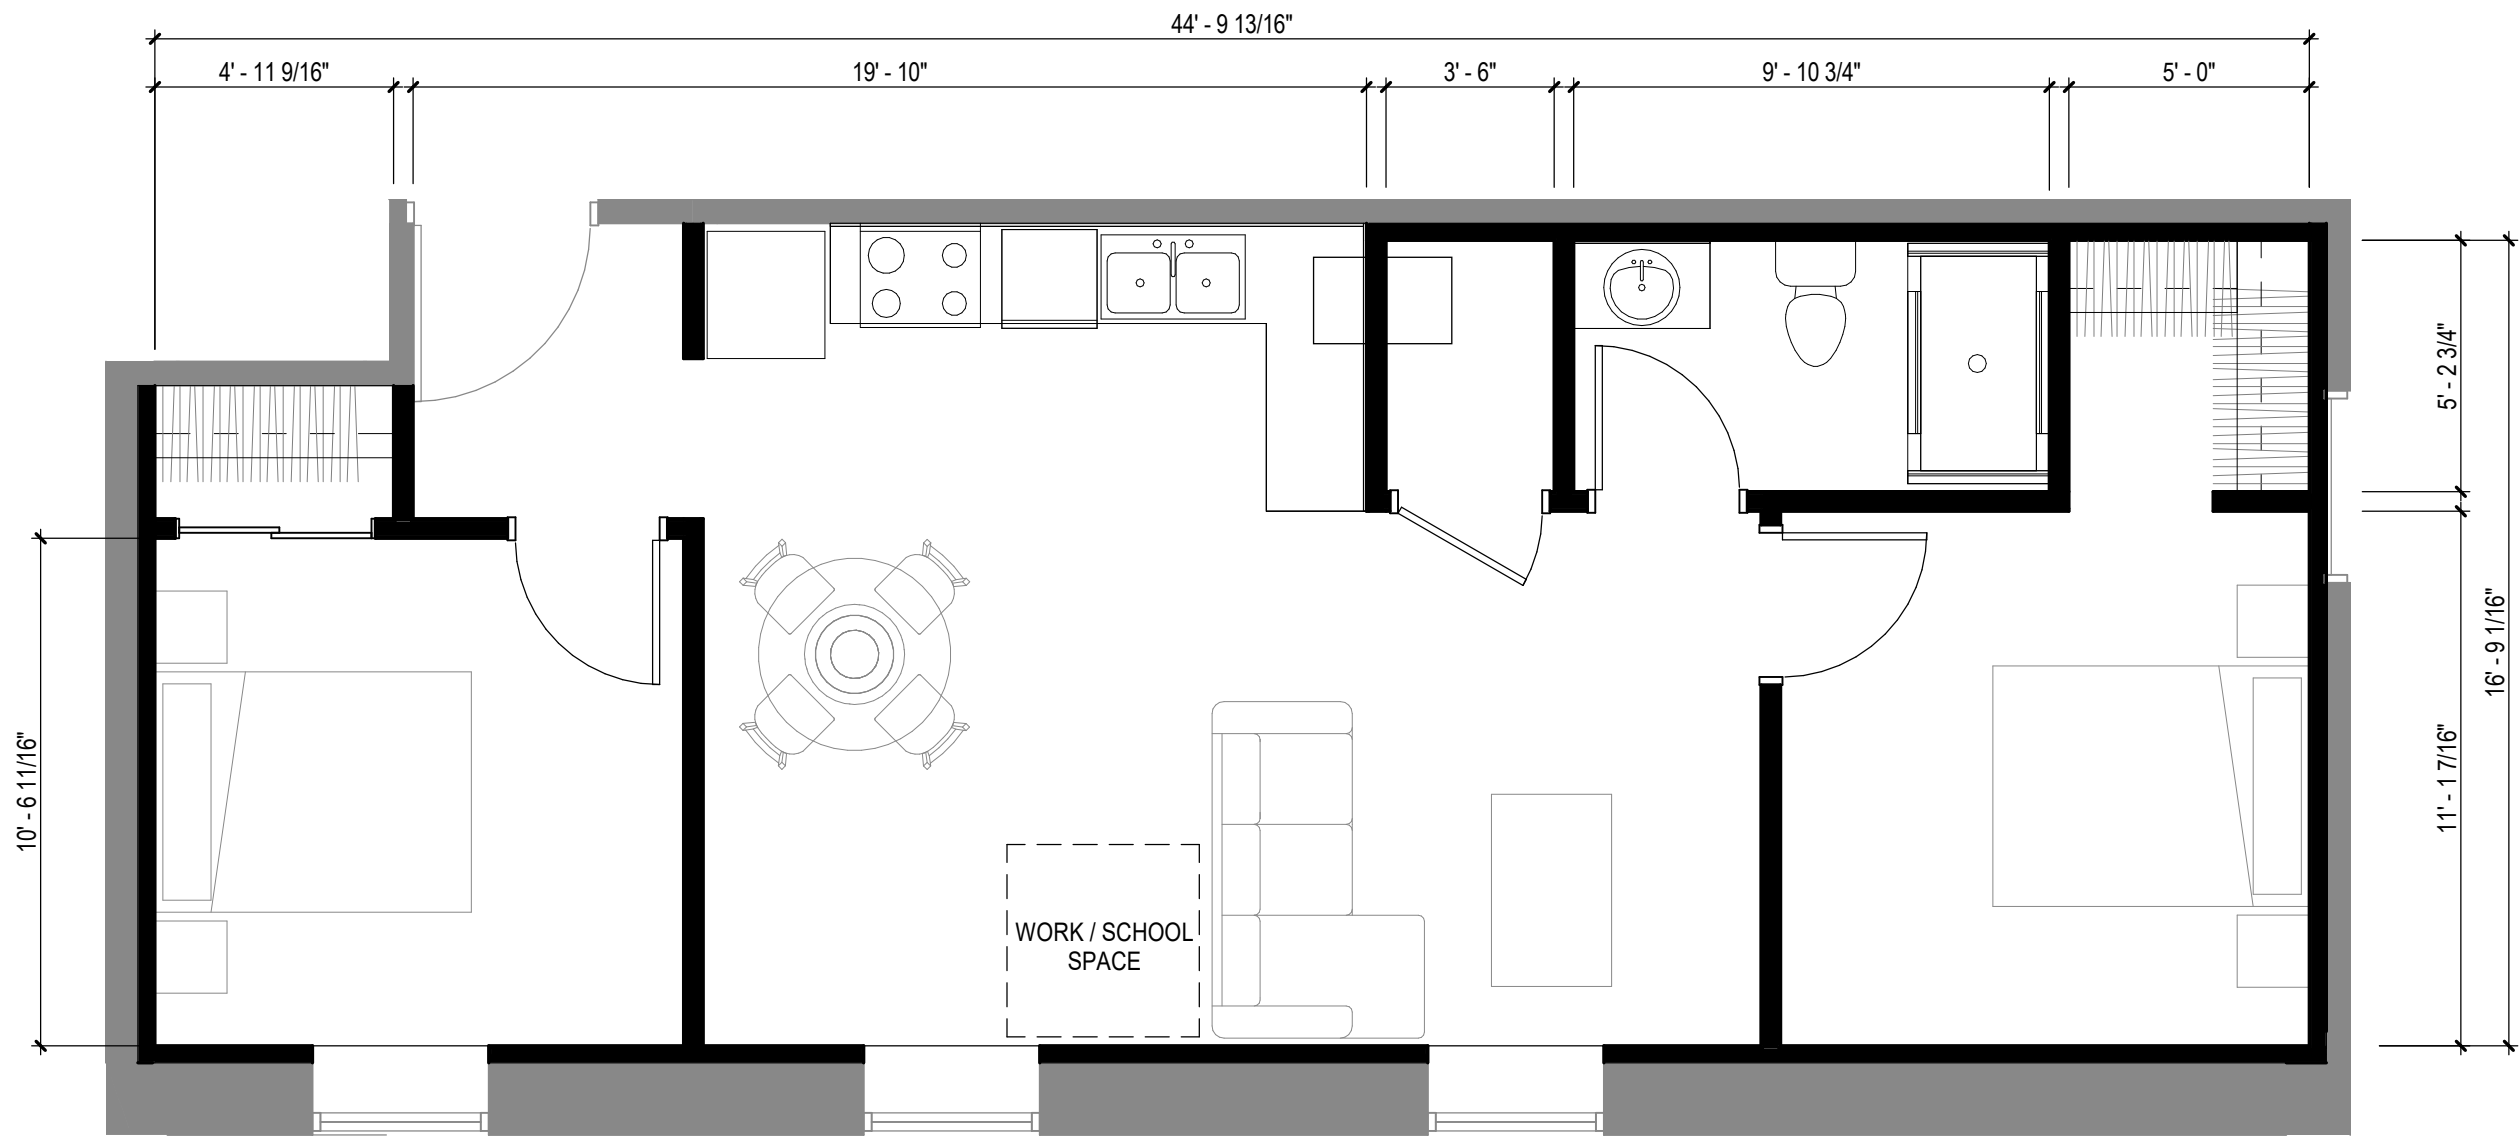 44' - 9 13/16"
4' - 11 9/16"
19' - 10"
3' - 6"
9' - 10 3/4"
5' - 0"
5' - 2 3/4"
16' - 9 1/16"
11' - 1 7/16"
10' - 6 11/16"
WORK / SCHOOL
SPACE